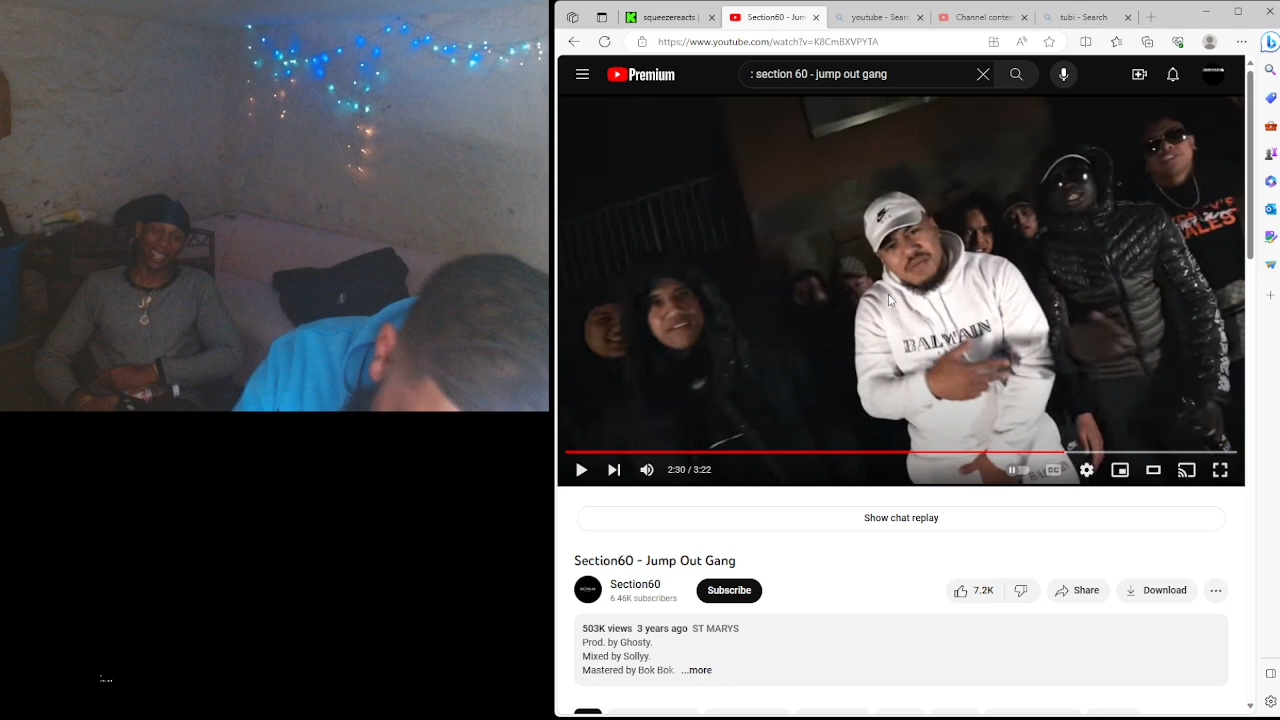 squeezereacts |
Section60 - Jum
youtube - Searc
Channel conten
tubi - Search
https://www.youtube.com/watch?v=K8CmBXVPYTA
Premium
: section 60 - jump out gang
BALMAIN
ALES
2:30 / 3:22
CC
Show chat replay
Section60 - Jump Out Gang
Section60
6.46K subscribers
Subscribe
7.2K
Share
Download
503K views 3 years ago ST MARYS
Prod. by Ghosty.
Mixed by Sollyy.
Mastered by Bok Bok ...more